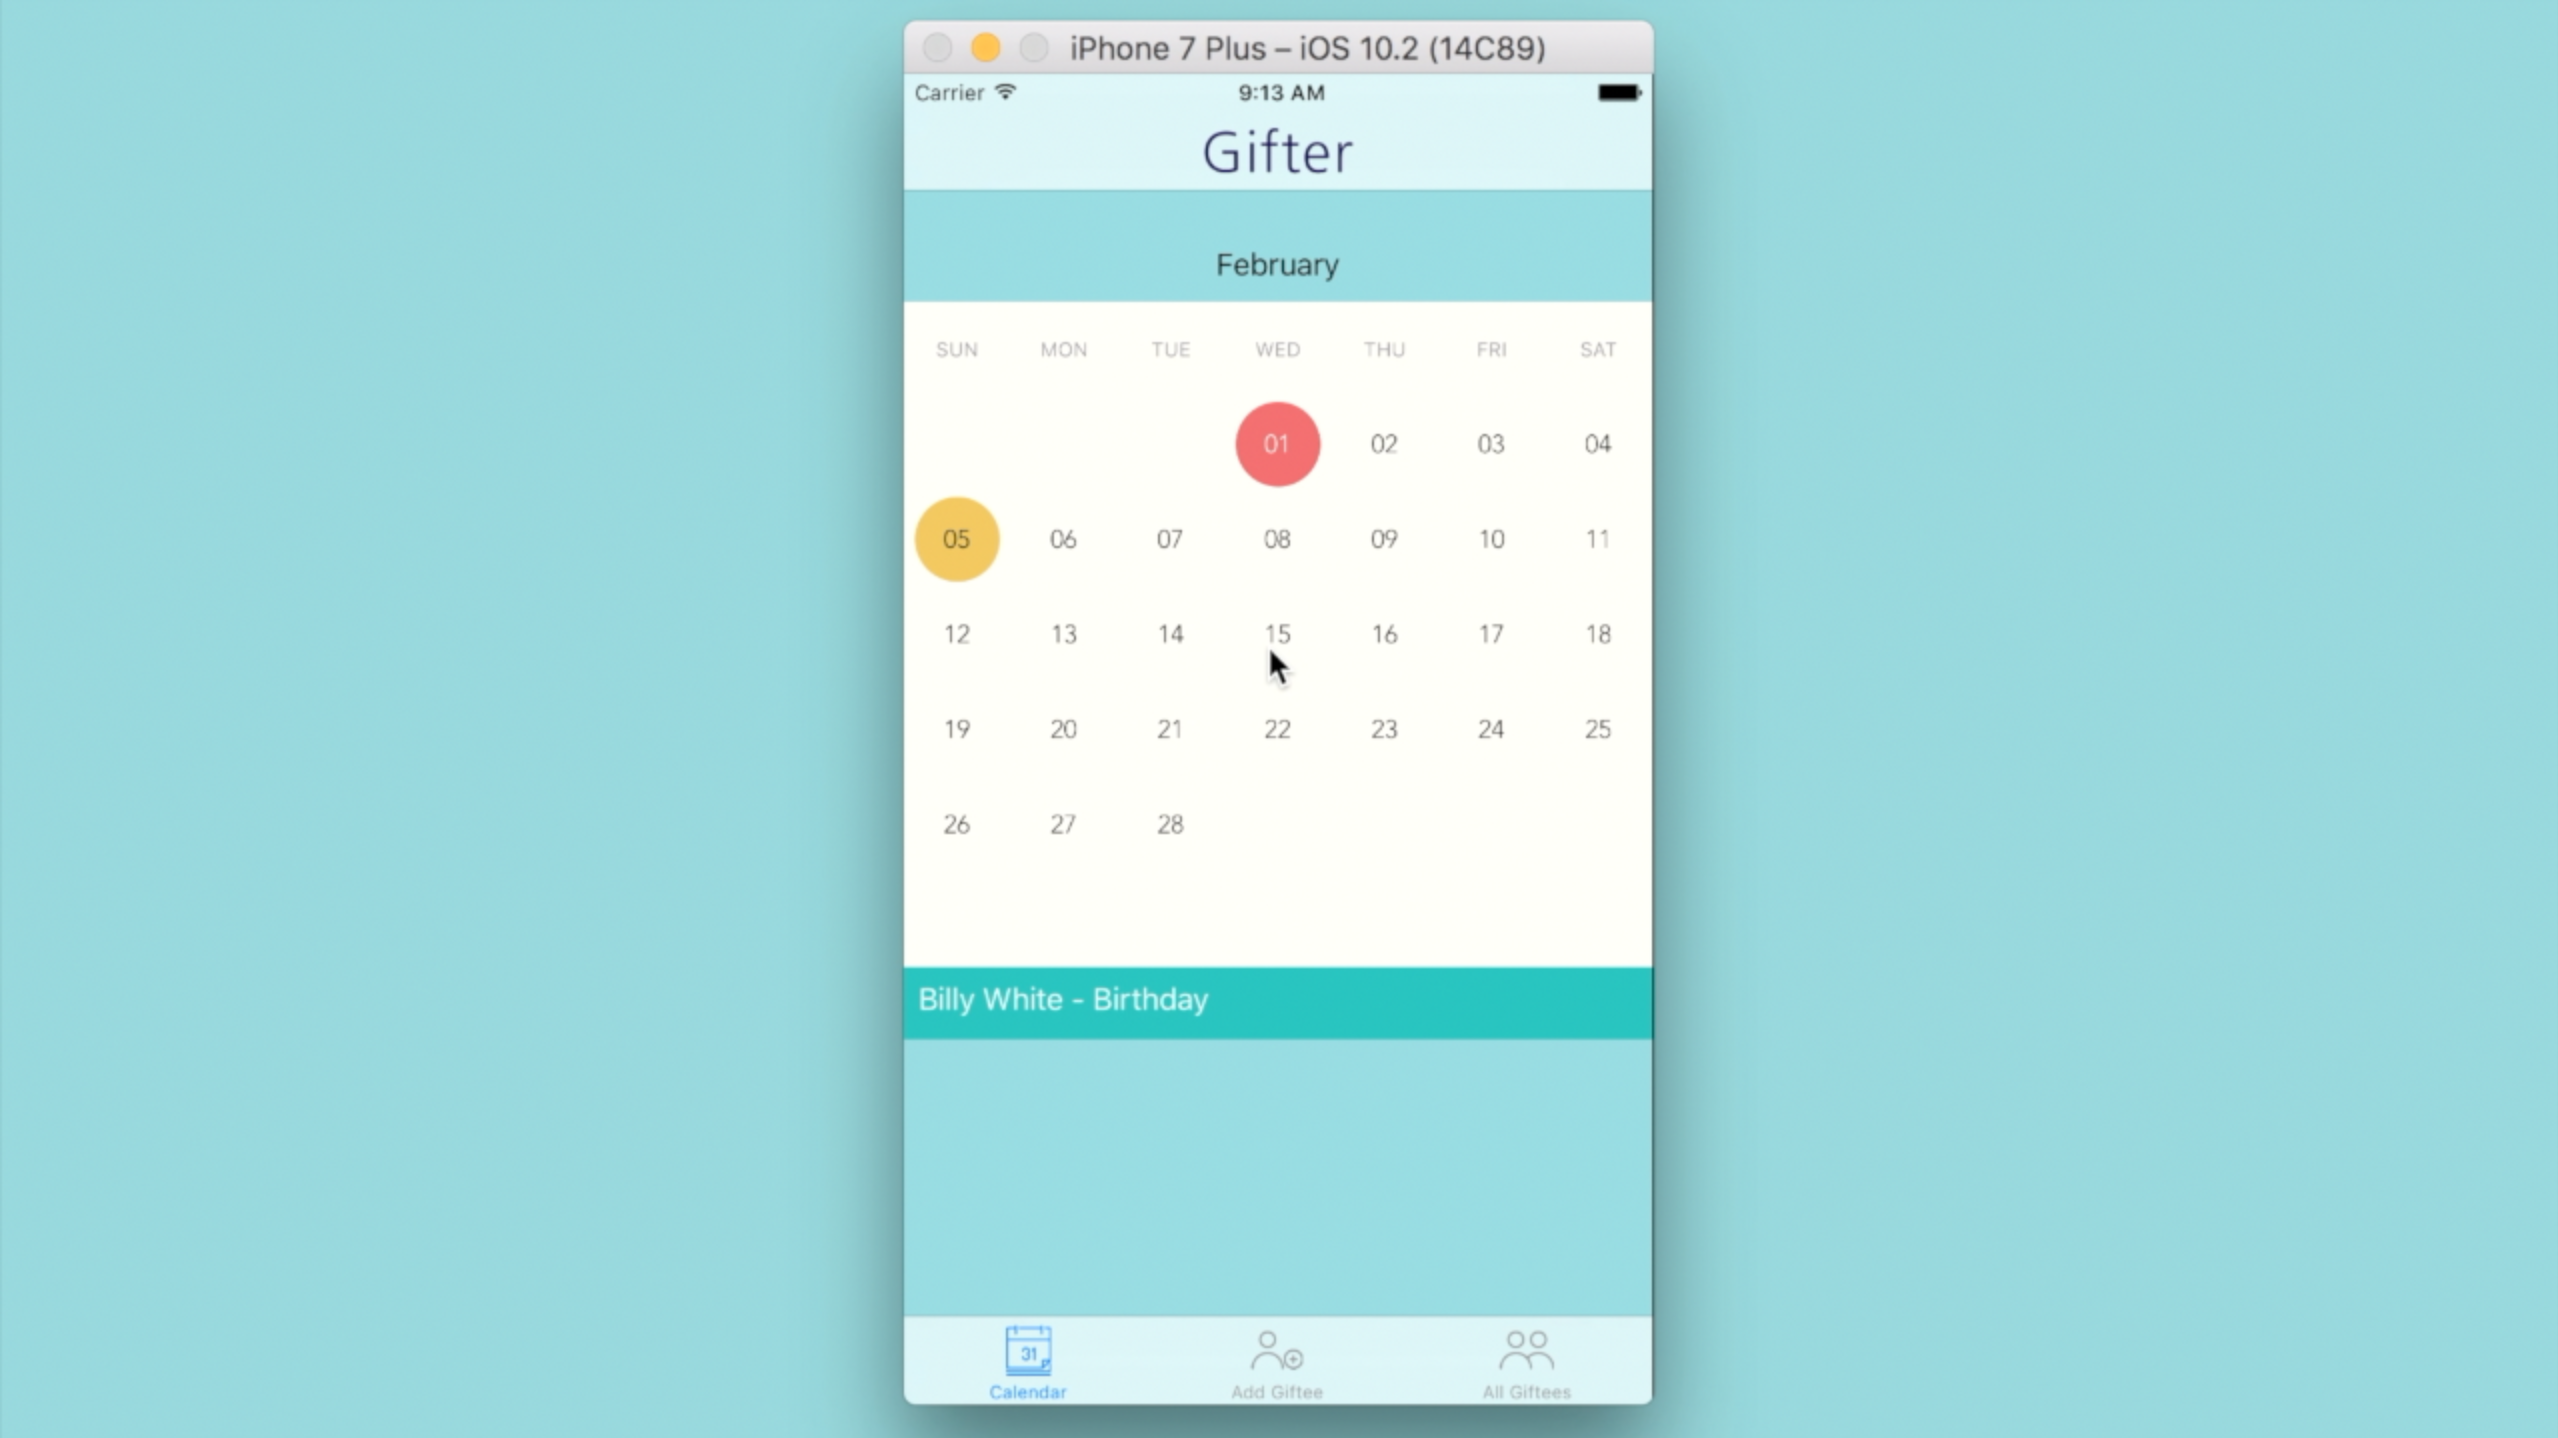 iPhone 7 Plus – iOS 10.2 (14C89)
Carrier 9:13 AM
Gifter
February
SUN MON TUE WED THU FRI SAT
01 02 03 04
05 06 07 08 09 10 11
12 13 14 15 16 17 18
19 20 21 22 23 24 25
26 27 28
Billy White - Birthday
31
Calendar Add Giftee All Giftees